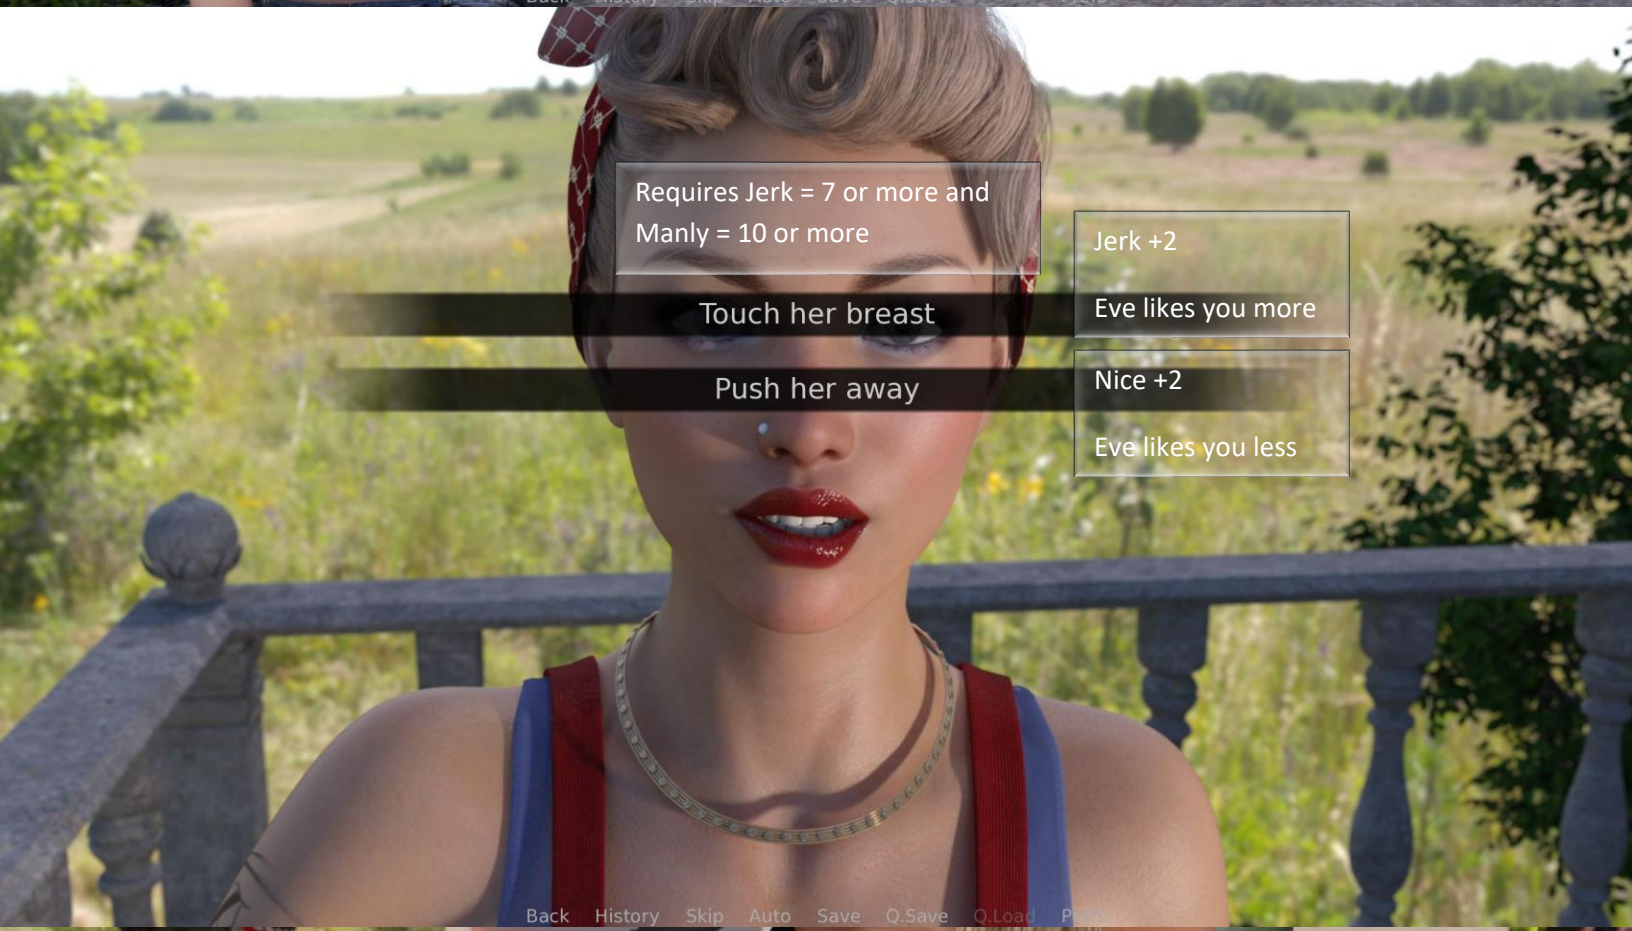 Requires Jerk = 7 or more and
Manly = 10 or more
Jerk +2
Eve likes you more
Touch her breast
Push her away
Nice +2
Eve likes you less
Back History Skip Auto Save Q.Save Q.Load